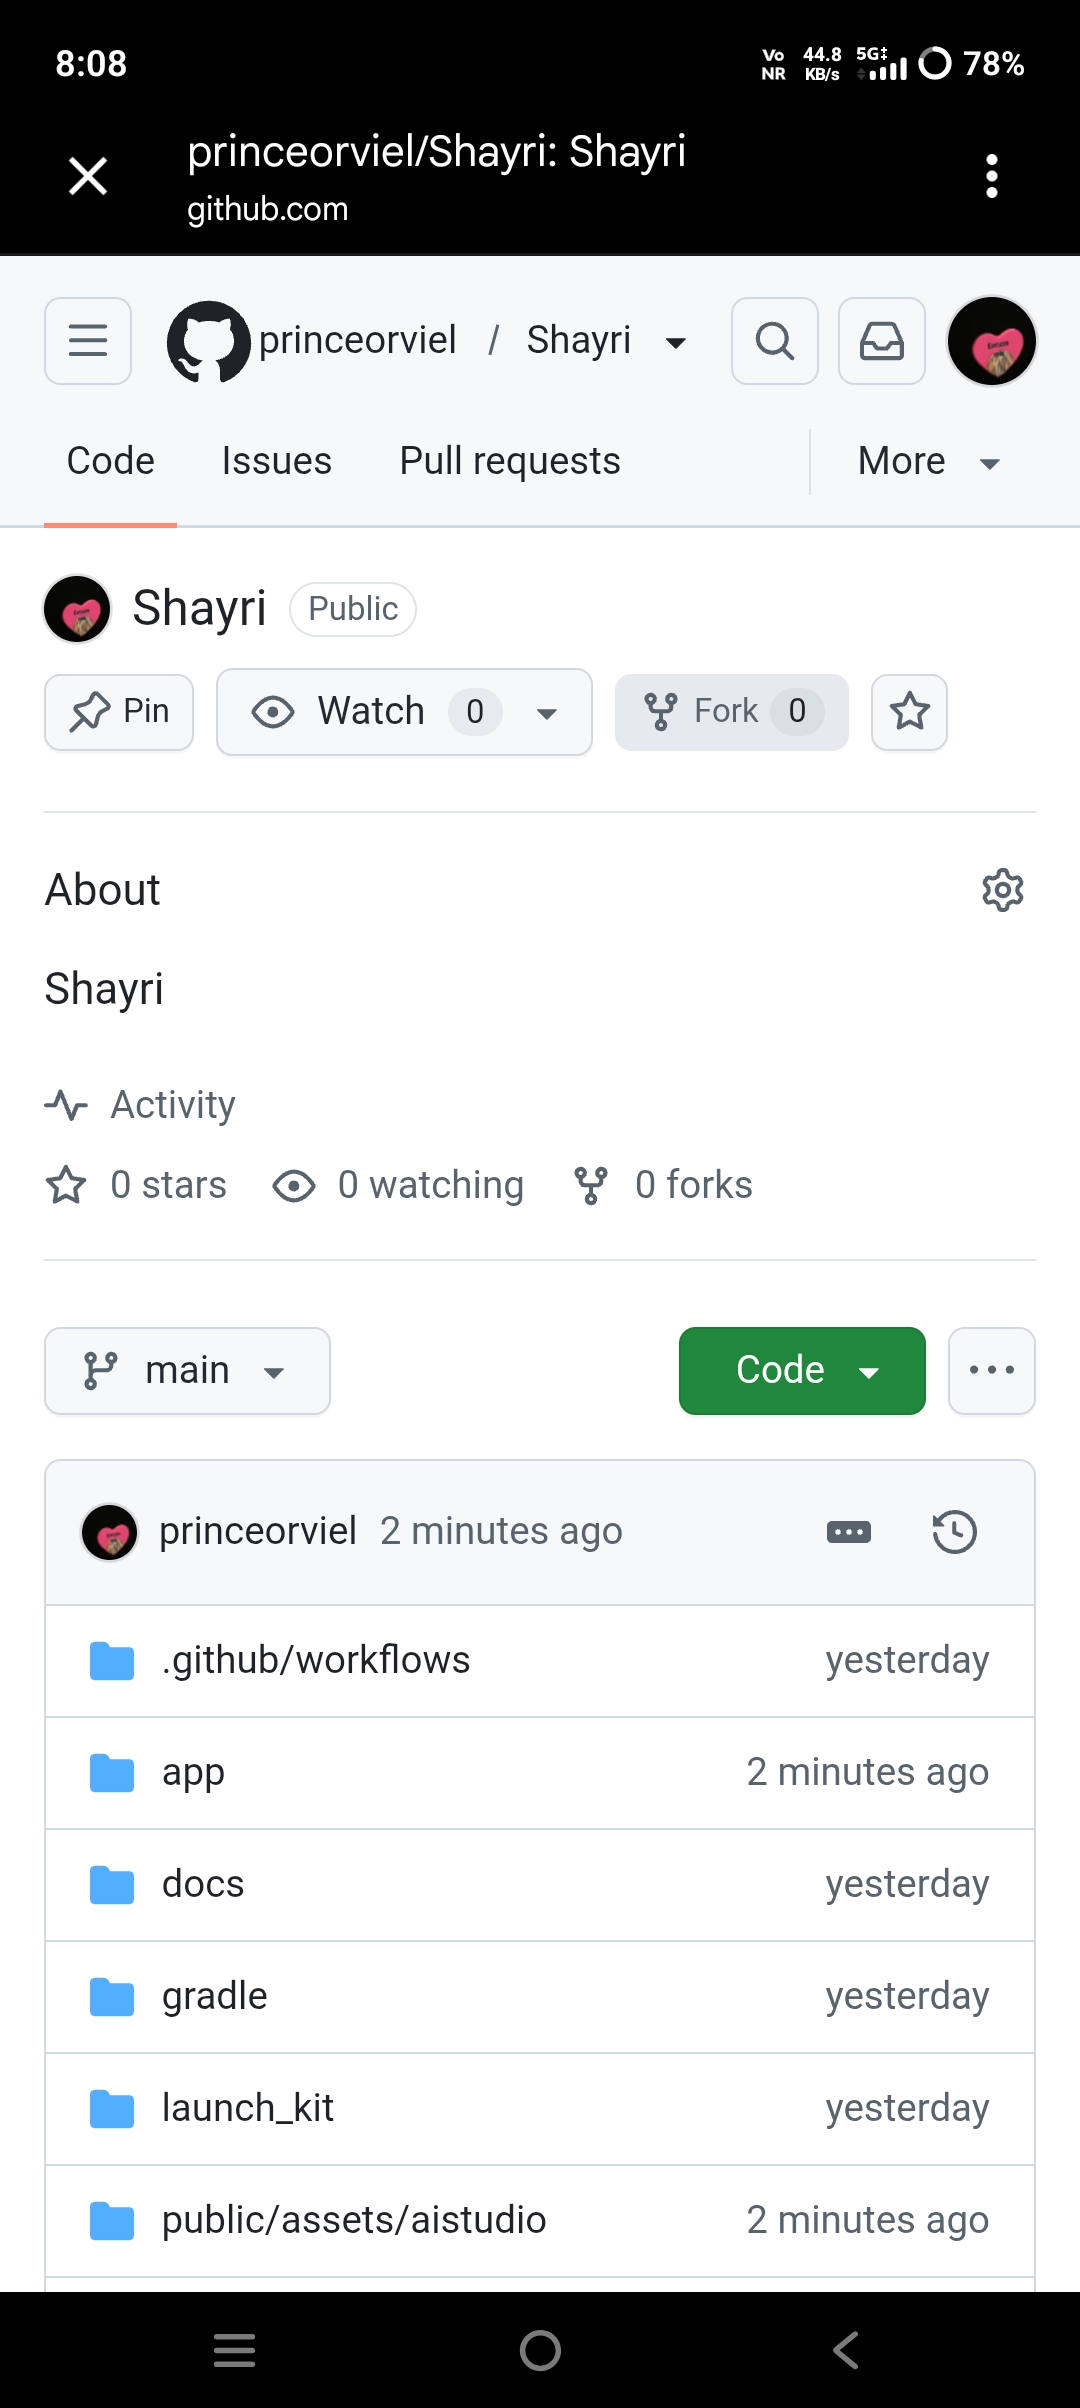 8:08
Vo NR 44.8 KB/s 5G‡ 78%
princeorviel/Shayri: Shayri
github.com
princeorviel / Shayri
Code Issues Pull requests More
Shayri Public
Pin Watch 0 Fork 0
About
Shayri
Activity
0 stars 0 watching 0 forks
main Code
princeorviel 2 minutes ago
.github/workflows yesterday
app 2 minutes ago
docs yesterday
gradle yesterday
launch_kit yesterday
public/assets/aistudio 2 minutes ago